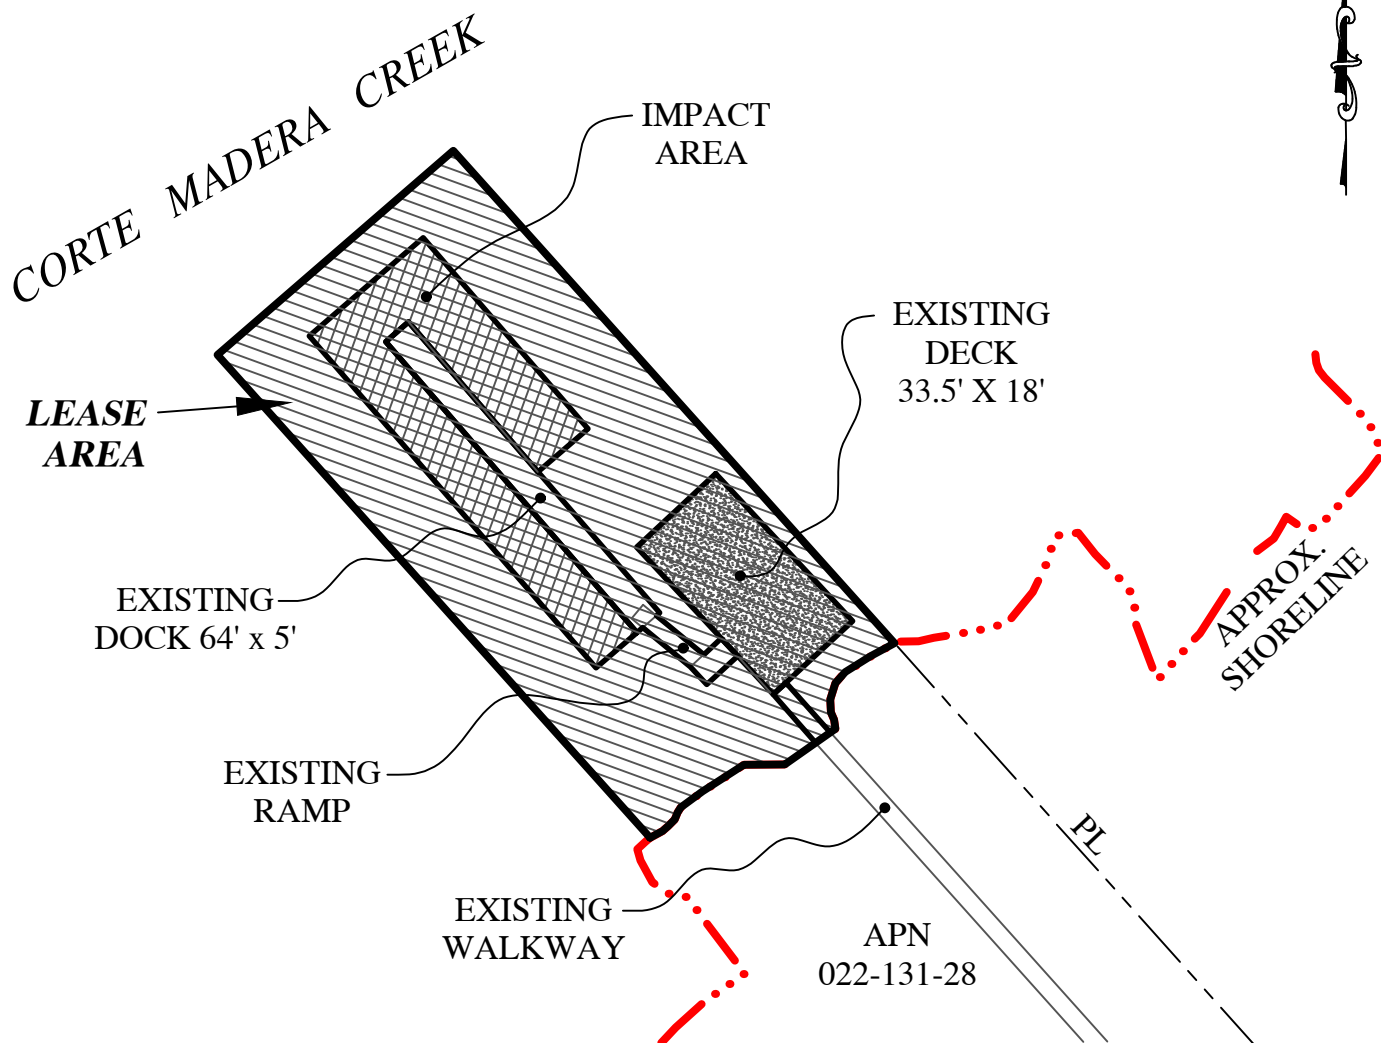 CORTE MADERA CREEK
IMPACT
AREA
EXISTING
DECK
33.5' X 18'
LEASE
AREA
APPROX.
SHORELINE
EXISTING
DOCK 64' x 5'
EXISTING
RAMP
PL
EXISTING
WALKWAY
APN
022-131-28